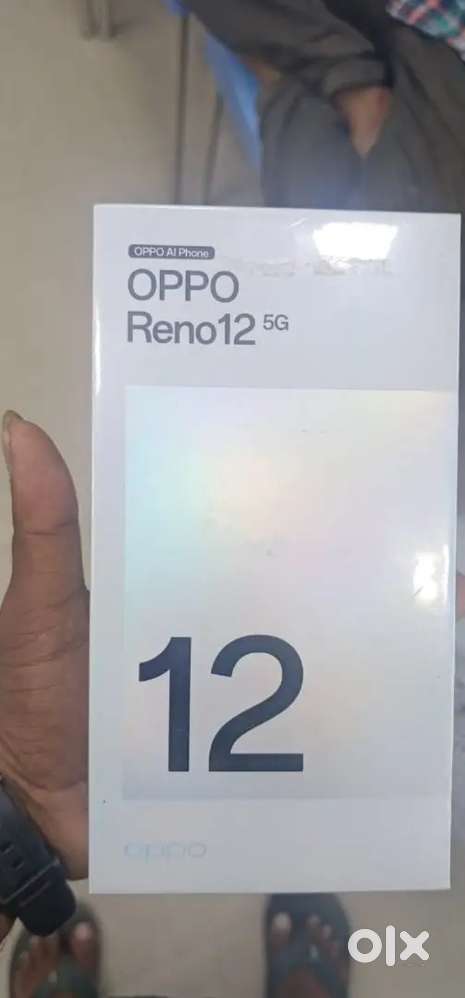 OPPO AI Phone
OPPO
Reno12 5G
12
oppo
olx